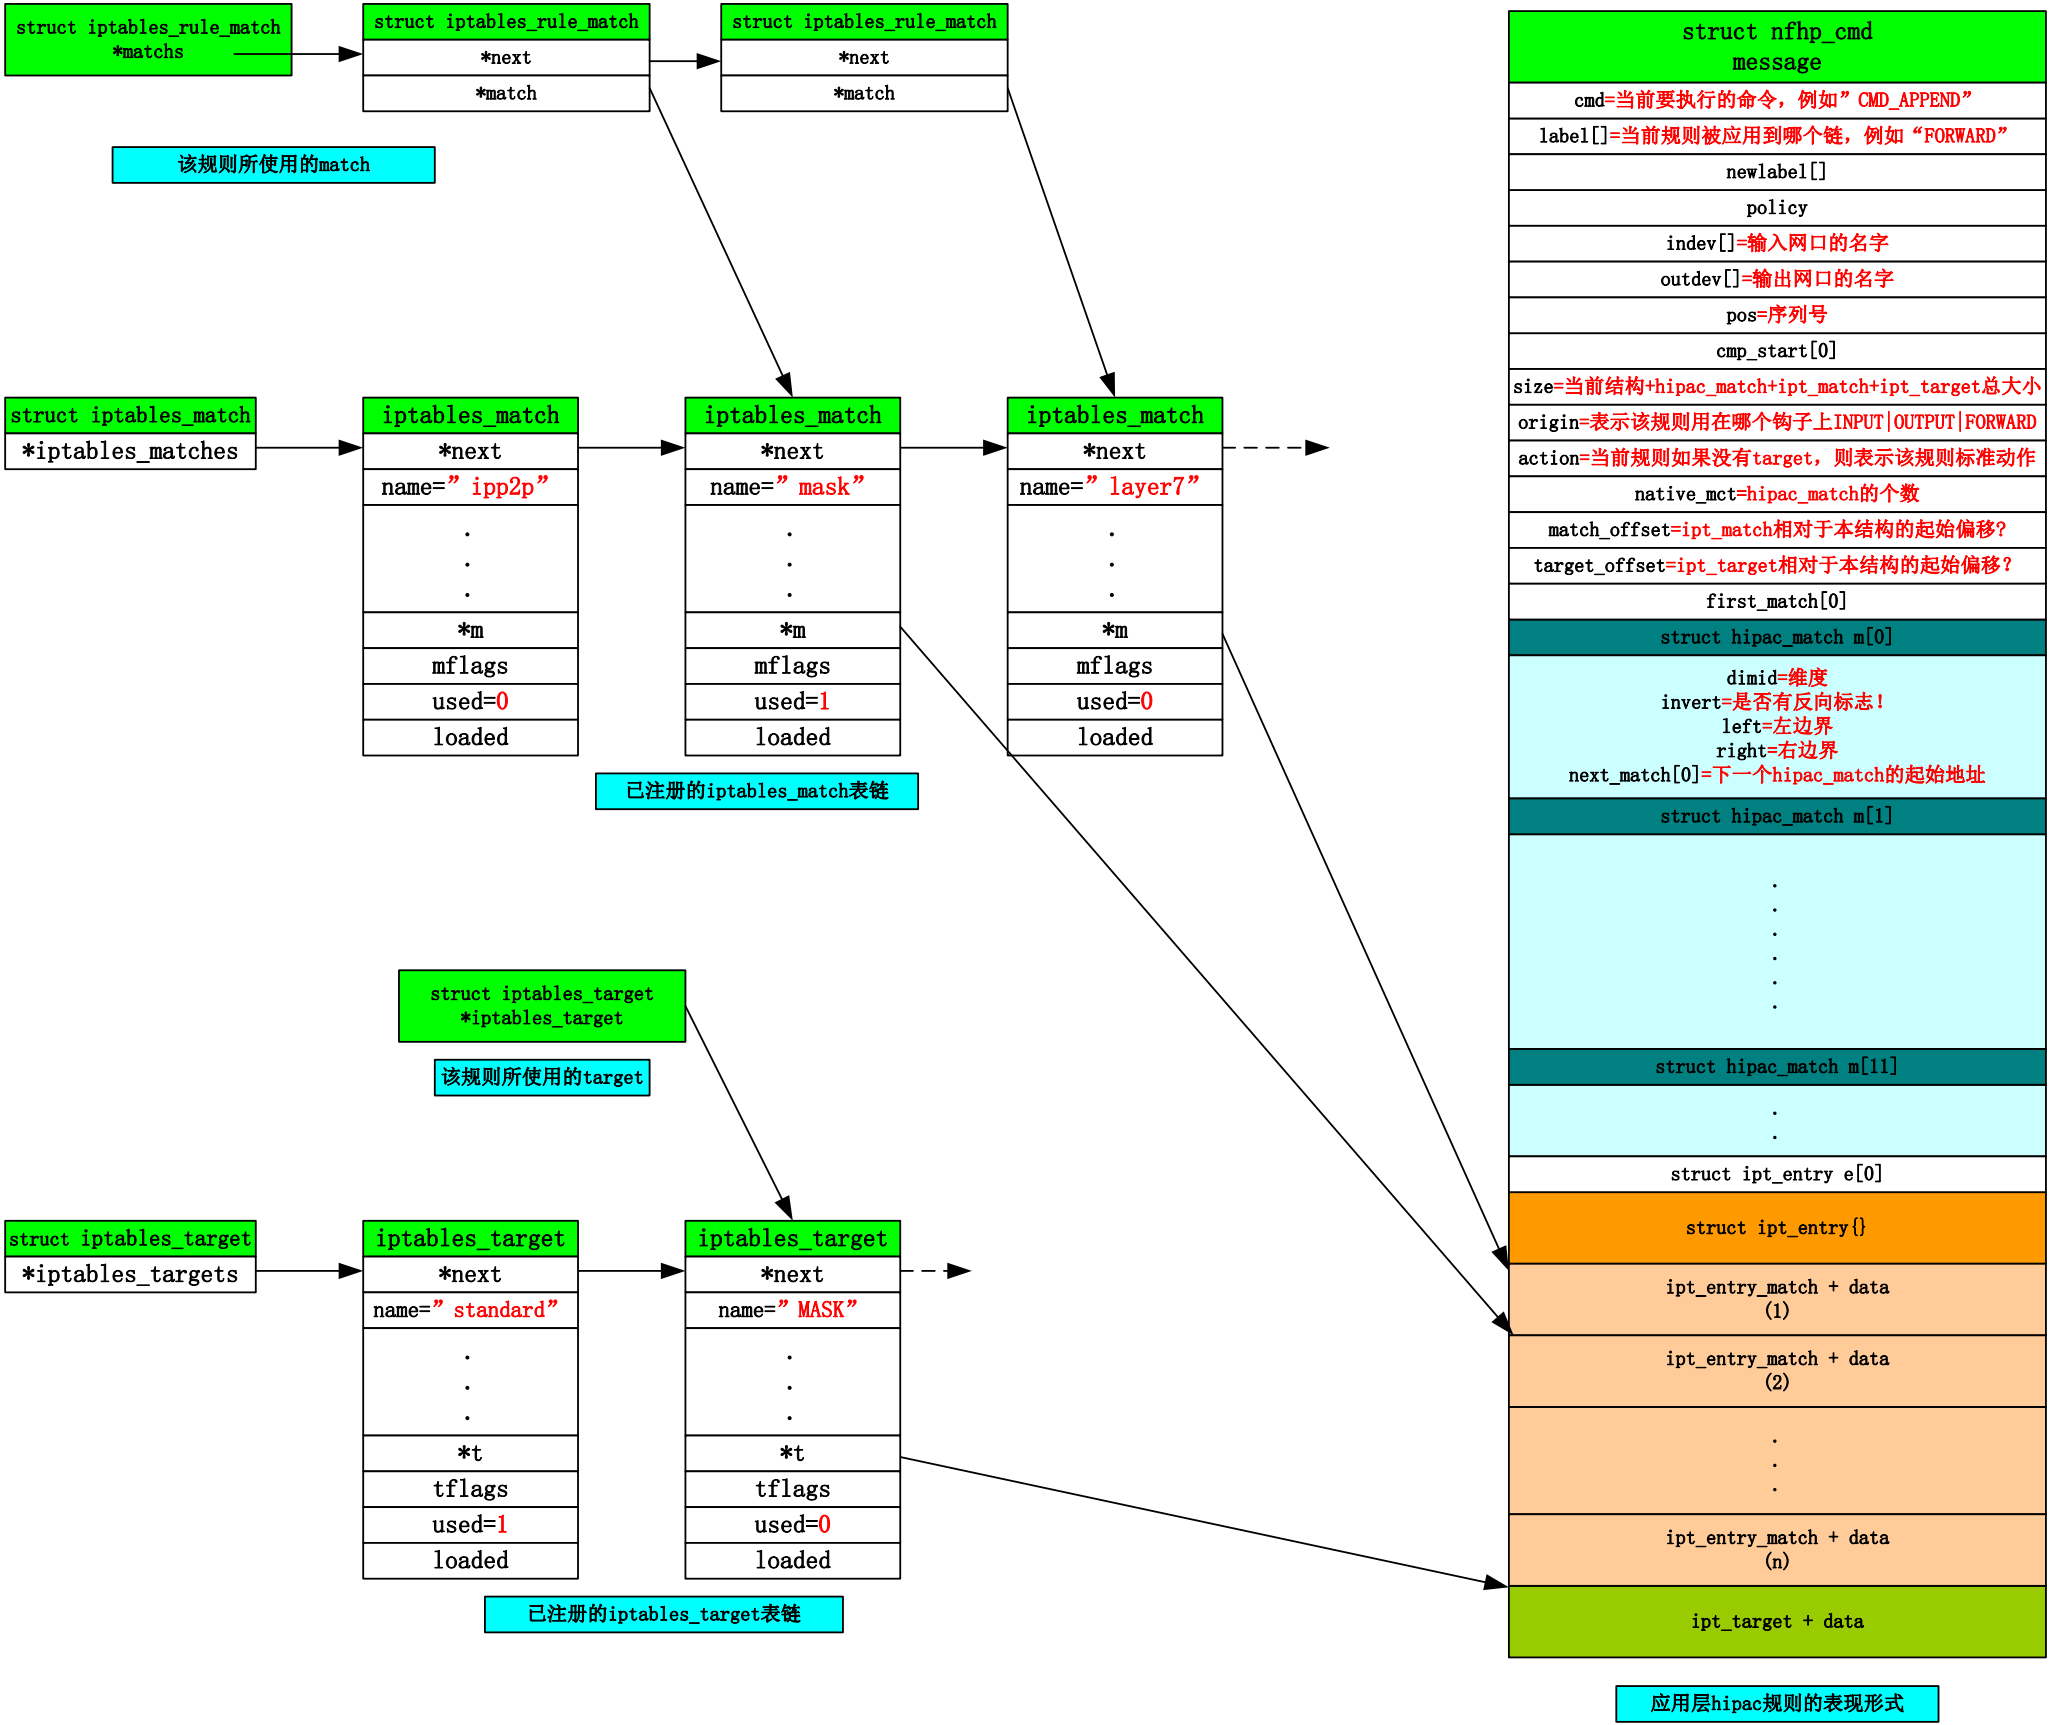 struct iptables_rule_match
*matchs
struct iptables_rule_match
*next
*match
struct iptables_rule_match
*next
*match
该规则所使用的match
struct iptables_match
*iptables_matches
iptables_match
*next
name=”ipp2p”
.
.
.
*m
mflags
used=0
loaded
iptables_match
*next
name=”mask”
.
.
.
*m
mflags
used=1
loaded
iptables_match
*next
name=”layer7”
.
.
.
*m
mflags
used=0
loaded
已注册的iptables_match表链
struct iptables_target
*iptables_target
该规则所使用的target
struct iptables_target
*iptables_targets
iptables_target
*next
name=”standard”
.
.
.
*t
tflags
used=1
loaded
iptables_target
*next
name=”MASK”
.
.
.
*t
tflags
used=0
loaded
已注册的iptables_target表链
struct nfhp_cmd
message
cmd=当前要执行的命令，例如”CMD_APPEND”
label[]=当前规则被应用到哪个链，例如“FORWARD”
newlabel[]
policy
indev[]=输入网口的名字
outdev[]=输出网口的名字
pos=序列号
cmp_start[0]
size=当前结构+hipac_match+ipt_match+ipt_target总大小
origin=表示该规则用在哪个钩子上INPUT|OUTPUT|FORWARD
action=当前规则如果没有target，则表示该规则标准动作
native_mct=hipac_match的个数
match_offset=ipt_match相对于本结构的起始偏移?
target_offset=ipt_target相对于本结构的起始偏移？
first_match[0]
struct hipac_match m[0]
dimid=维度
invert=是否有反向标志！
left=左边界
right=右边界
next_match[0]=下一个hipac_match的起始地址
struct hipac_match m[1]
.
.
.
.
.
.
struct hipac_match m[11]
.
.
struct ipt_entry e[0]
struct ipt_entry{}
ipt_entry_match + data
(1)
ipt_entry_match + data
(2)
.
.
.
ipt_entry_match + data
(n)
ipt_target + data
应用层hipac规则的表现形式